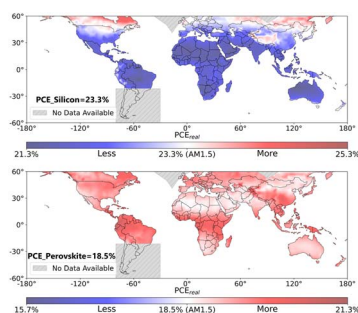 60°
30°
0°
-30°
-60°
PCE_Silicon=23.3%
No Data Available
-180° -120° -60° 0° 60° 120° 180°
PCE_real
21.3% Less 23.3% (AM1.5) More 25.3%
60°
30°
0°
-30°
-60°
PCE_Perovskite=18.5%
No Data Available
-180° -120° -60° 0° 60° 120° 180°
PCE_real
15.7% Less 18.5% (AM1.5) More 21.3%